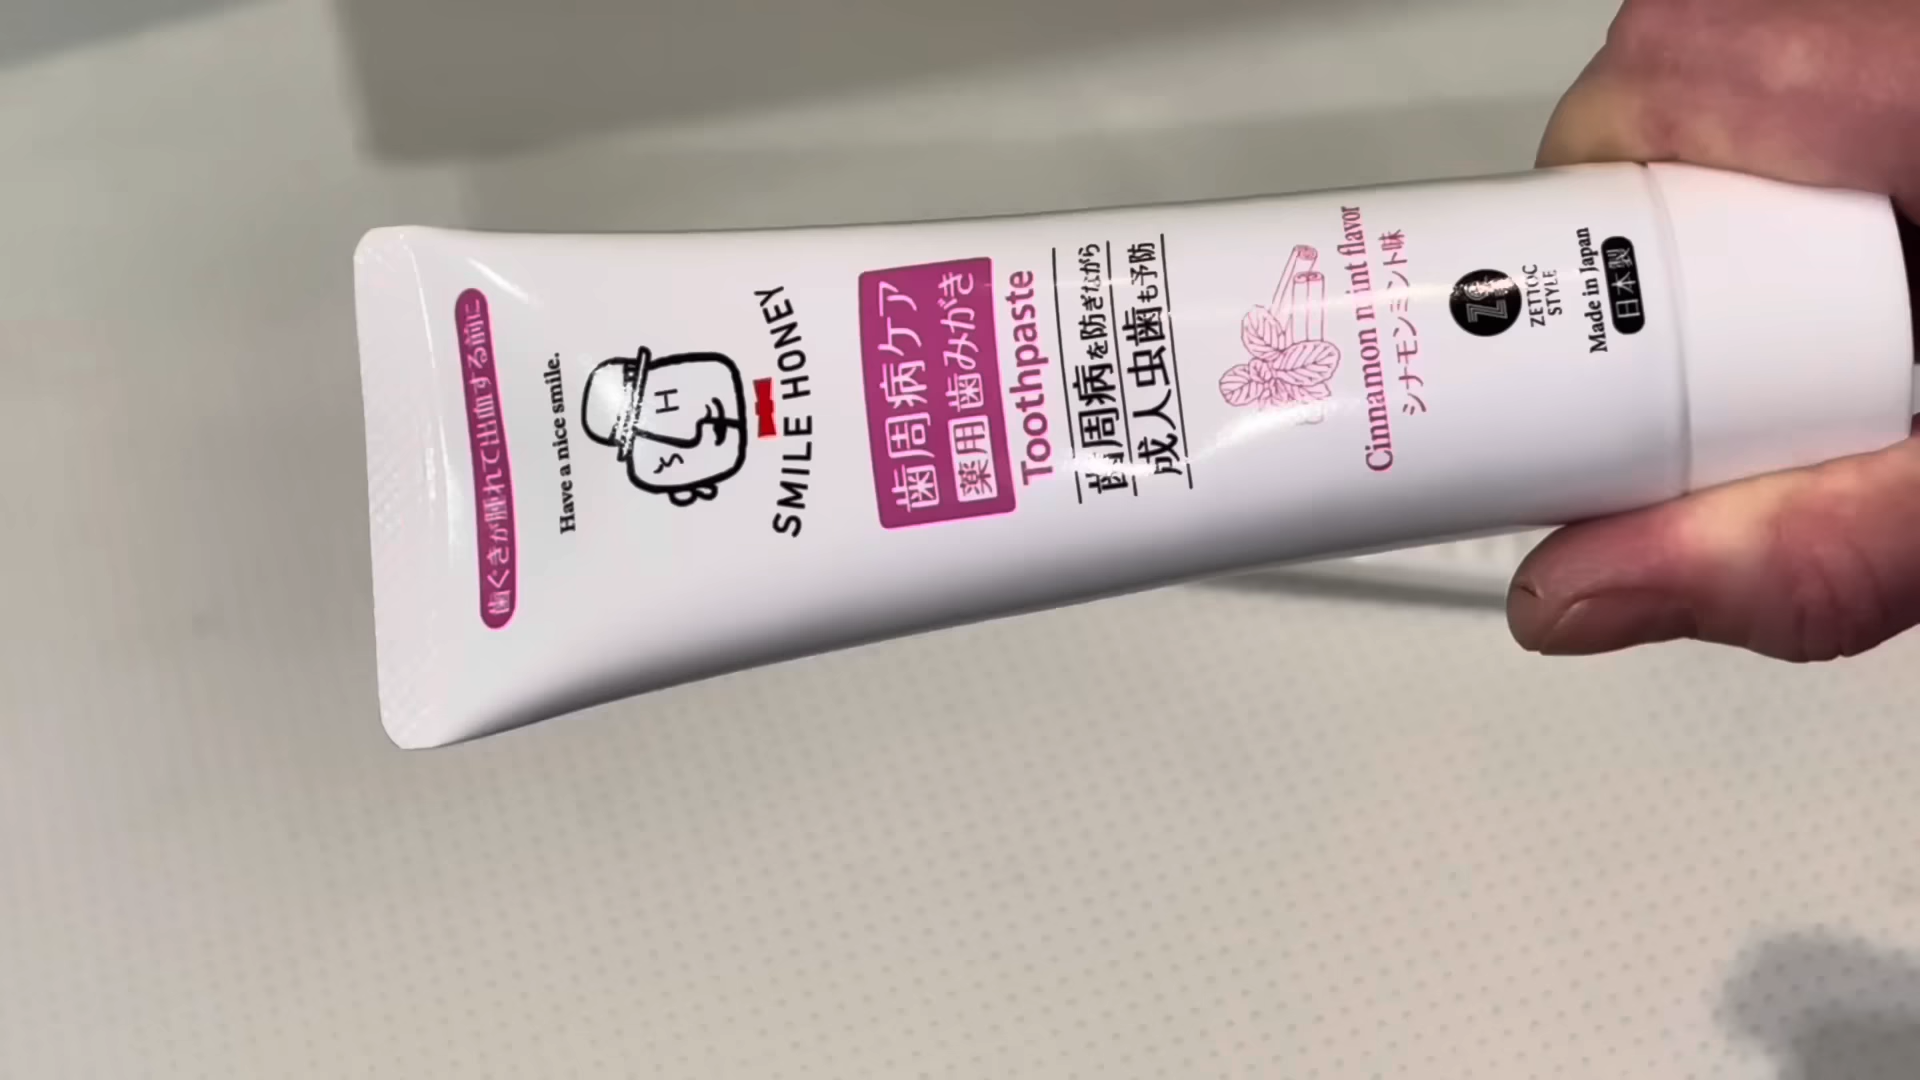 歯ぐきが腫れて出血する前に
Have a nice smile.
H
SMILE HONEY
歯周病ケア
薬用歯みがき
Toothpaste
歯周病を防ぎながら
成人虫歯も予防
Cinnamon mint flavor
シナモンミント味
ZS
ZETTOC
STYLE
Made in Japan
日本製